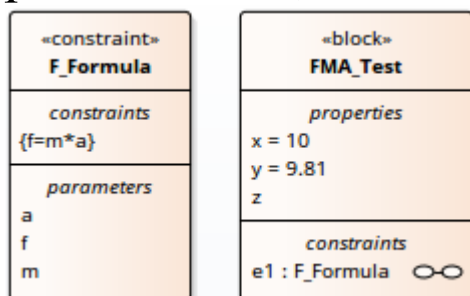 «constraint»
F_Formula
constraints
{f=m*a}
parameters
a
f
m
«block»
FMA_Test
properties
x = 10
y = 9.81
z
constraints
e1 : F_Formula